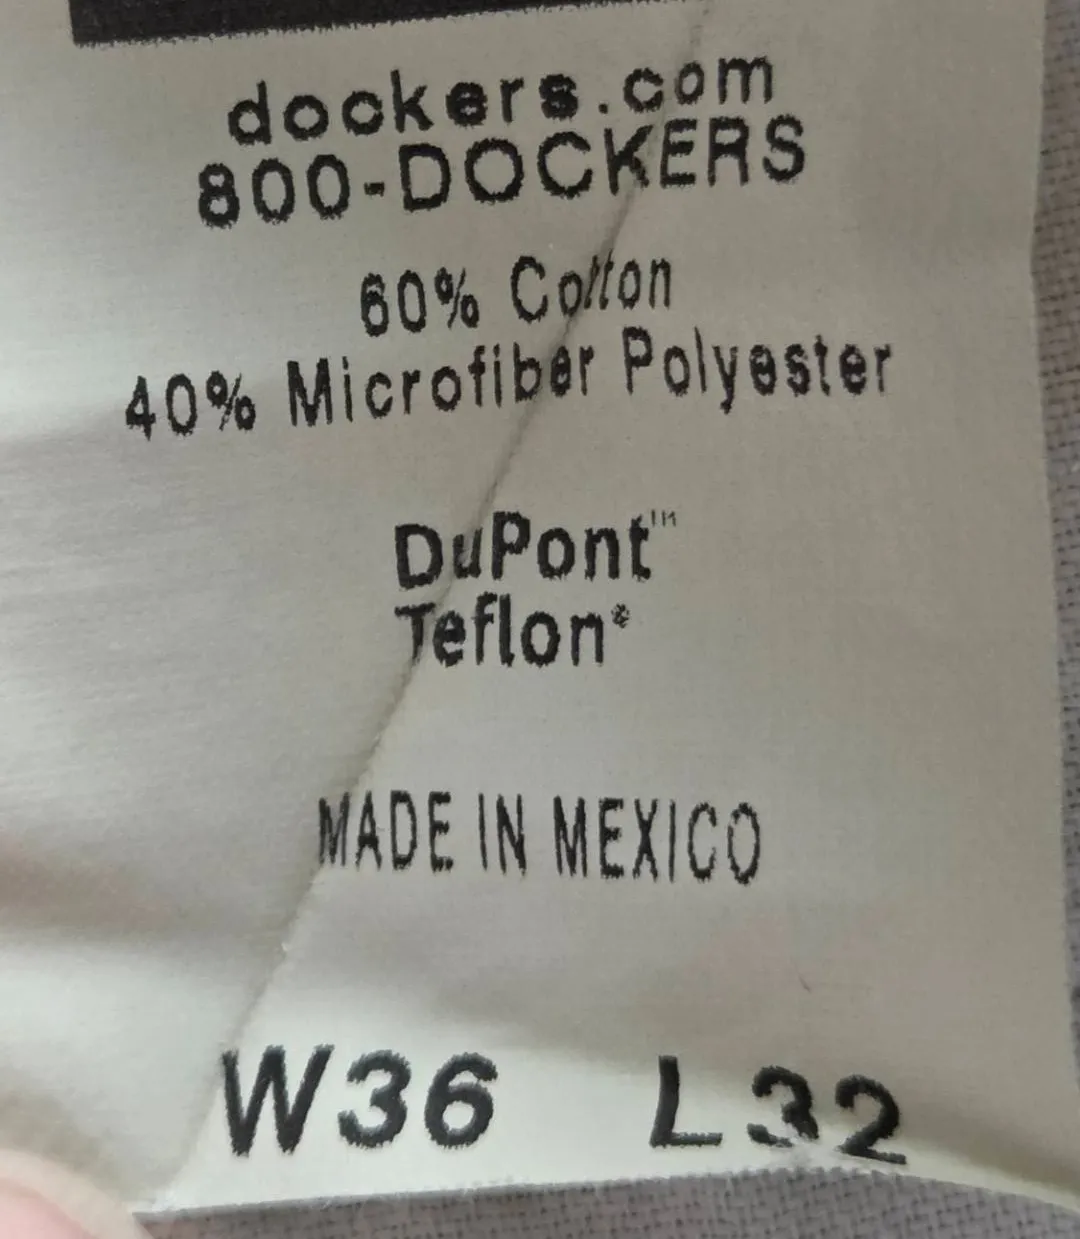 dockers.com
800-DOCKERS
60% Cotton
40% Microfiber Polyester
DuPont™
Teflon®
MADE IN MEXICO
W36 L32